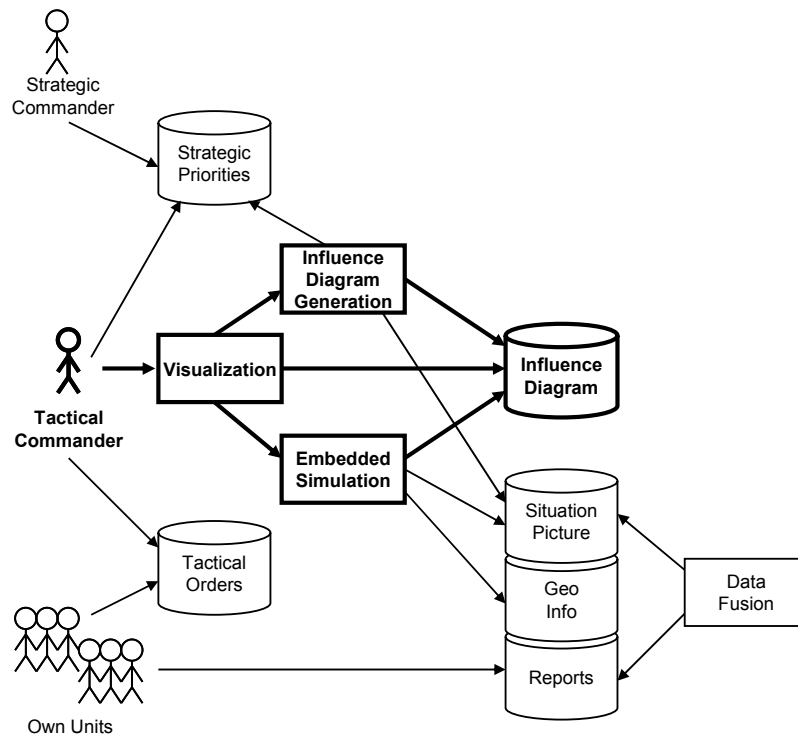 Strategic
Commander
Strategic
Priorities
Influence
Diagram
Generation
Visualization
Influence
Diagram
Tactical
Commander
Embedded
Simulation
Situation
Picture
Tactical
Orders
Geo
Info
Data
Fusion
Reports
Own Units